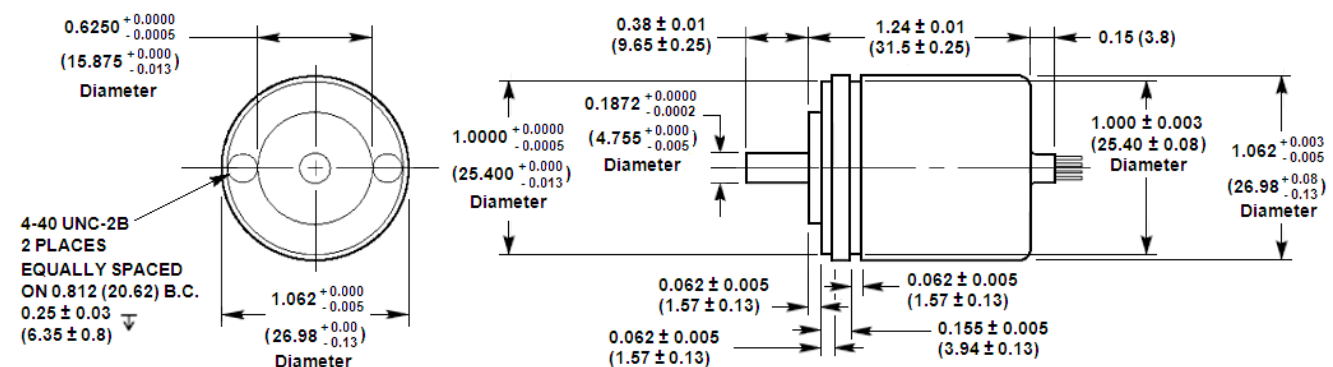 0.6250 +0.0000 -0.0005
(15.875 +0.000 -0.013)
Diameter
4-40 UNC-2B
2 PLACES
EQUALLY SPACED
ON 0.812 (20.62) B.C.
0.25 ± 0.03
(6.35 ± 0.8)
1.062 +0.000 -0.005
(26.98 +0.00 -0.13)
Diameter
1.0000 +0.0000 -0.0005
(25.400 +0.000 -0.013)
Diameter
0.38 ± 0.01
(9.65 ± 0.25)
1.24 ± 0.01
(31.5 ± 0.25)
0.15 (3.8)
0.1872 +0.0000 -0.0002
(4.755 +0.000 -0.005)
Diameter
1.000 ± 0.003
(25.40 ± 0.08)
Diameter
1.062 +0.003 -0.005
(26.98 +0.08 -0.13)
Diameter
0.062 ± 0.005
(1.57 ± 0.13)
0.062 ± 0.005
(1.57 ± 0.13)
0.062 ± 0.005
(1.57 ± 0.13)
0.155 ± 0.005
(3.94 ± 0.13)